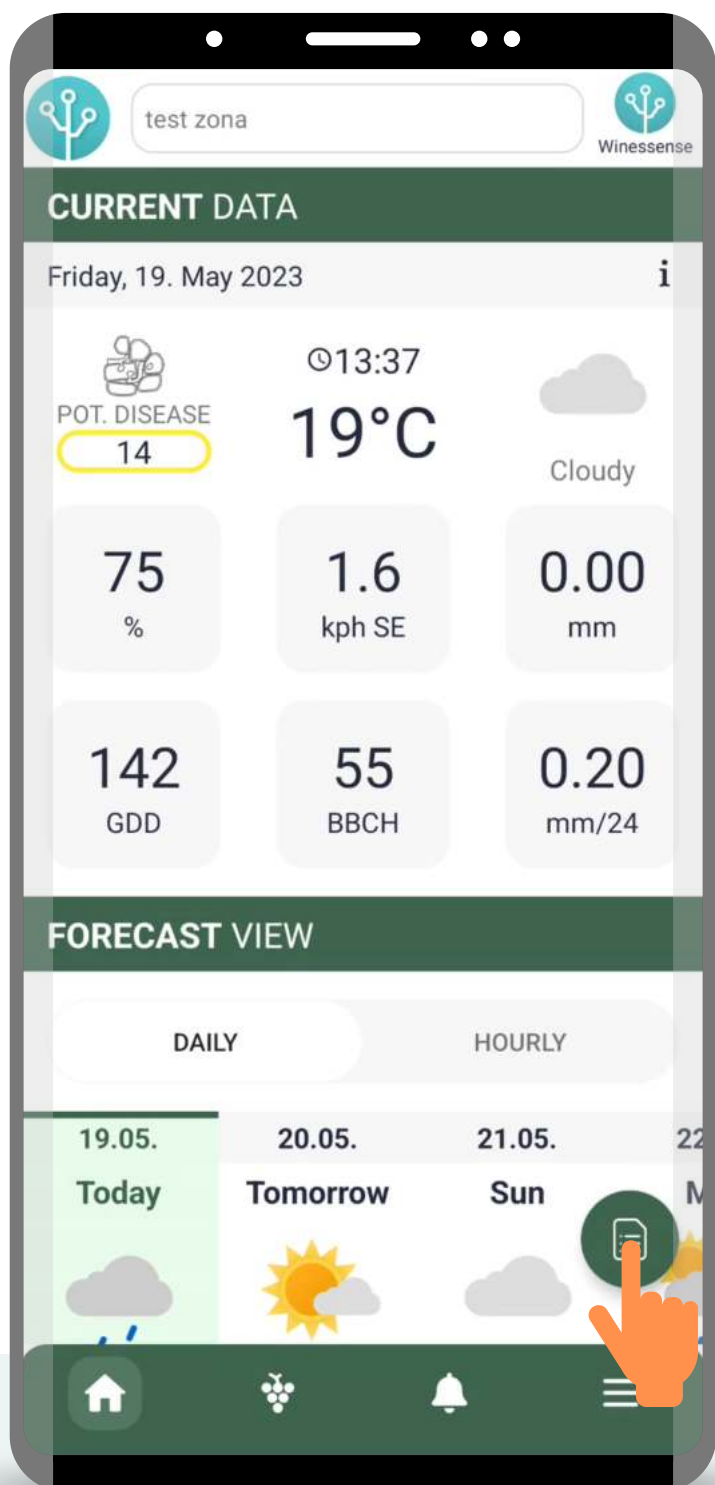 test zona
Winessense
CURRENT DATA
Friday, 19. May 2023 i
13:37
POT. DISEASE
14
19°C
Cloudy
75 1.6 0.00
% kph SE mm
142 55 0.20
GDD BBCH mm/24
FORECAST VIEW
DAILY HOURLY
19.05. 20.05. 21.05. 22
Today Tomorrow Sun